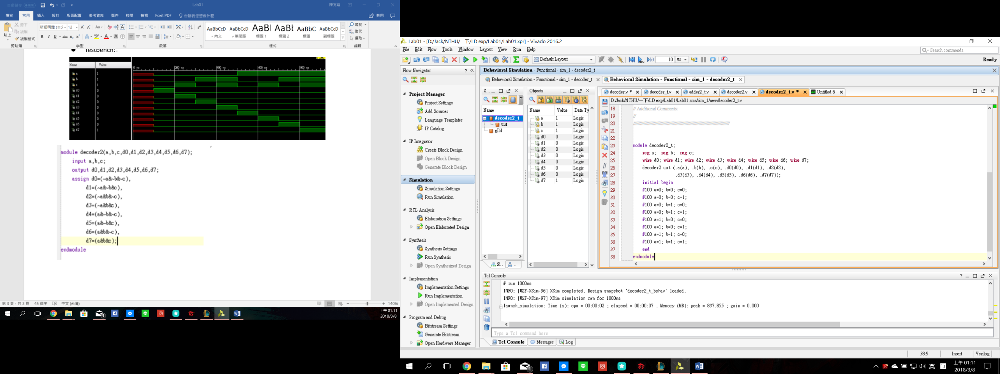 自動儲存
Lab01
陳兆廷
檔案 常用 插入 設計 版面配置 參考資料 郵件 校閱 檢視 Foxit PDF 告訴我您想做什麼 共用
貼上
剪下
複製
複製格式
剪貼簿
新細明體 (本文 12
B I U abc x₂ x²
字型
段落
AaBbCcD AaBbCcD AaBl AaBb AaBbC AaBbCcD
內文 無間距 標題 1 標題 2 標題 副標題
樣式
尋找
取代
選取
編輯
Testbench:
Name Value
0 ns 200 ns 400 ns 600 ns 800 ns
a 1
b 1
c 1
d0 0
d1 0
d2 0
d3 0
d4 0
d5 0
d6 0
d7 1
module decoder2(a,b,c,d0,d1,d2,d3,d4,d5,d6,d7);
input a,b,c;
output d0,d1,d2,d3,d4,d5,d6,d7;
assign d0=(~a&~b&~c),
d1=(~a&~b&c),
d2=(~a&b&~c),
d3=(~a&b&c),
d4=(a&~b&~c),
d5=(a&~b&c),
d6=(a&b&~c),
d7=(a&b&c);
endmodule
第 3 頁，共 3 頁 45 個字 中文 (台灣)
140%
上午 01:11
2018/3/8
Lab01 - [D:/Jack/NTHU/一下/LD exp/Lab01/Lab01.xpr] - Vivado 2016.2
File Edit Flow Tools Window Layout View Run Help
Search commands
Default Layout
10 us
Ready
Flow Navigator
Project Manager
Project Settings
Add Sources
Language Templates
IP Catalog
IP Integrator
Create Block Design
Open Block Design
Generate Block Design
Simulation
Simulation Settings
Run Simulation
RTL Analysis
Elaboration Settings
Open Elaborated Design
Synthesis
Synthesis Settings
Run Synthesis
Open Synthesized Design
Implementation
Implementation Settings
Run Implementation
Open Implemented Design
Program and Debug
Bitstream Settings
Generate Bitstream
Open Hardware Manager
Behavioral Simulation - Functional - sim_1 - decoder2_t
Behavioral Simulation - Functional - sim_1 - decoder_t
Behavioral Simulation - Functional - sim_1 - decoder2_t
S...
Name
decoder2_t
uut
glbl
S..
Objects
Name Value Data Ty
a 1 Logic
b 1 Logic
c 1 Logic
d0 0 Logic
d1 0 Logic
d2 0 Logic
d3 0 Logic
d4 0 Logic
d5 0 Logic
d6 0 Logic
d7 1 Logic
decoder.v * decoder_t.v adder2_t.v decoder2.v decoder2_t.v * Untitled 6
D:/Jack/NTHU/一下/LD exp/Lab01/Lab01.srcs/sim_1/new/decoder2_t.v
18 // Additional Comments:
19 //
20 //////////////////////////////////////////////////////////////////////////////////
21
22
23 module decoder2_t;
24 reg a; reg b; reg c;
25 wire d0; wire d1; wire d2; wire d3; wire d4; wire d5; wire d6; wire d7;
26 decoder2 uut (.a(a), .b(b), .c(c), .d0(d0), .d1(d1), .d2(d2),
27 .d3(d3), .d4(d4), .d5(d5), .d6(d6), .d7(d7));
28 initial begin
29 #100 a=0; b=0; c=0;
30 #100 a=0; b=0; c=1;
31 #100 a=0; b=1; c=0;
32 #100 a=0; b=1; c=1;
33 #100 a=1; b=0; c=0;
34 #100 a=1; b=0; c=1;
35 #100 a=1; b=1; c=0;
36 #100 a=1; b=1; c=1;
37 end
38 endmodule
Tcl Console
# run 1000ns
INFO: [USF-XSim-96] XSim completed. Design snapshot 'decoder2_t_behav' loaded.
INFO: [USF-XSim-97] XSim simulation ran for 1000ns
launch_simulation: Time (s): cpu = 00:00:02 ; elapsed = 00:00:07 . Memory (MB): peak = 837.855 ; gain = 0.000
Type a Tcl command here
Tcl Console Messages Log
38:9 Insert Verilog
英
上午 01:11
2018/3/8